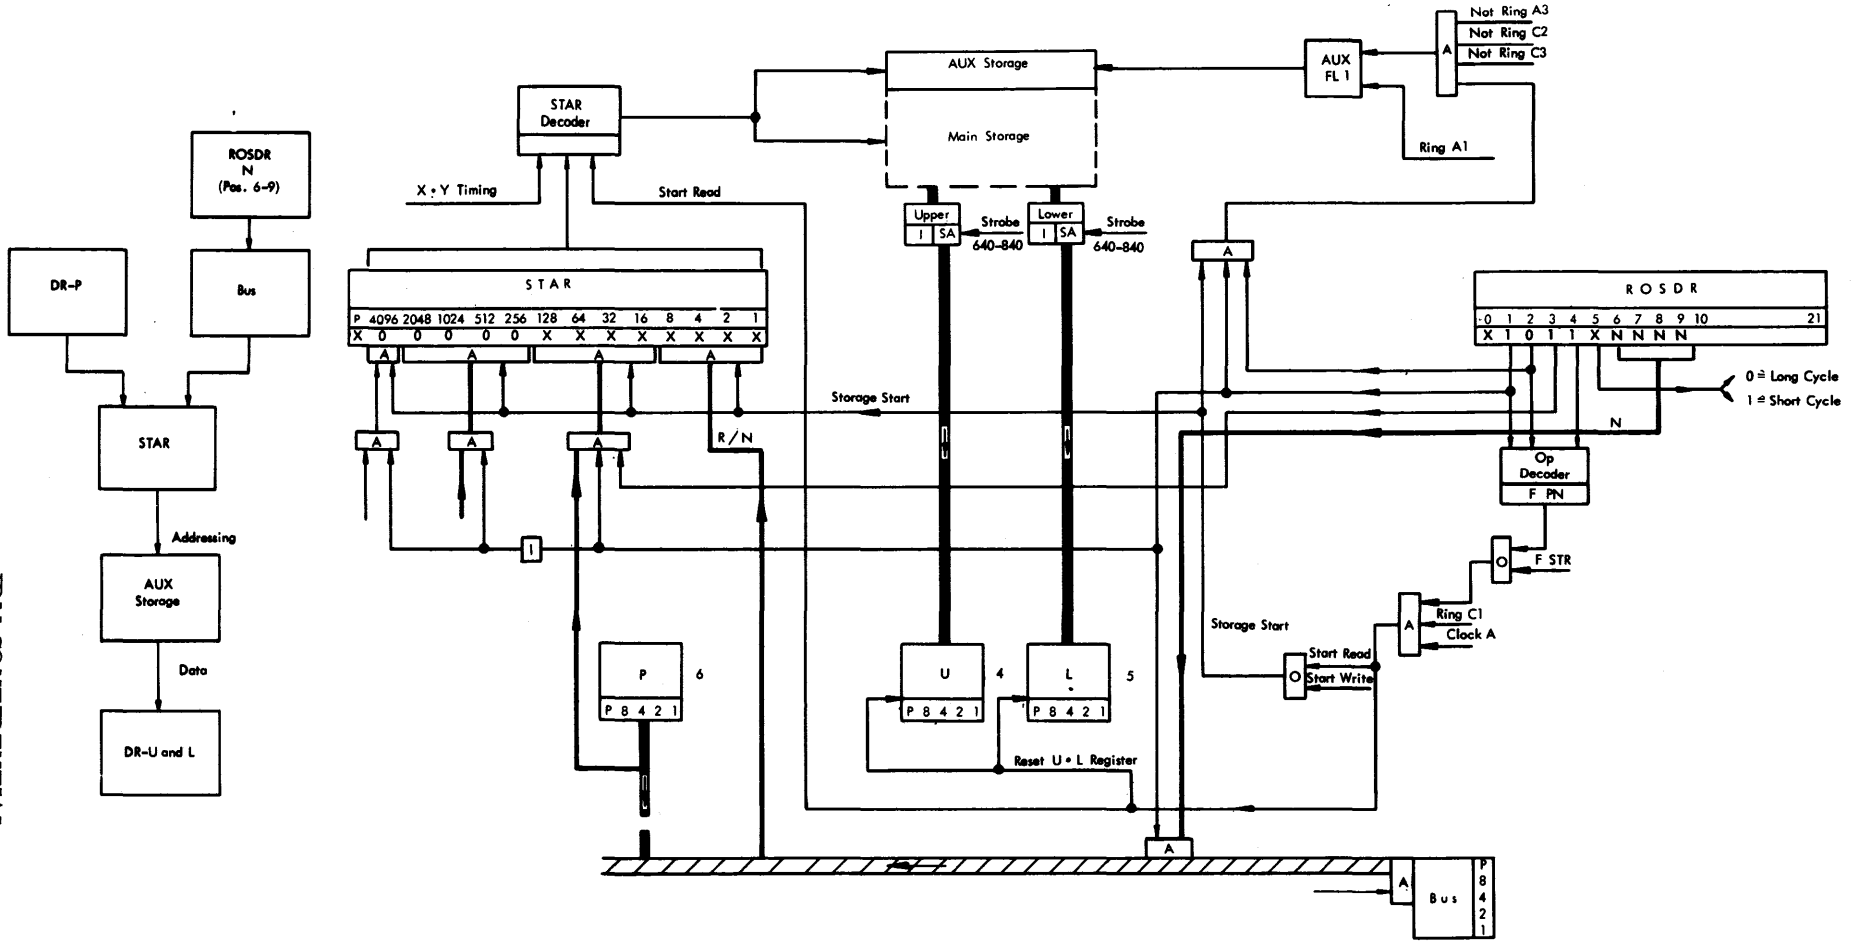 ROSDR
N
(Pos. 6-9)
DR-P
Bus
STAR
Addressing
AUX
Storage
Data
DR-U and L
STAR
Decoder
X • Y Timing
Start Read
AUX Storage
Main Storage
AUX
FL 1
A
Not Ring A3
Not Ring C2
Not Ring C3
Ring A1
Upper
I SA
Strobe
640-840
Lower
I SA
Strobe
640-840
A
STAR
P 4096 2048 1024 512 256 128 64 32 16 8 4 2 1
X 0 0 0 0 0 X X X X X X X X
A A A A
Storage Start
A A A
R/N
I
ROSDR
0 1 2 3 4 5 6 7 8 9 10 21
X 1 0 1 1 X N N N N
0 ≙ Long Cycle
1 ≙ Short Cycle
N
Op
Decoder
F PN
O
F STR
A
Ring C1
Clock A
Storage Start
O
Start Read
Start Write
P 6
P 8 4 2 1
U 4
P 8 4 2 1
L 5
P 8 4 2 1
Reset U • L Register
A
A
Bus
P
8
4
2
1